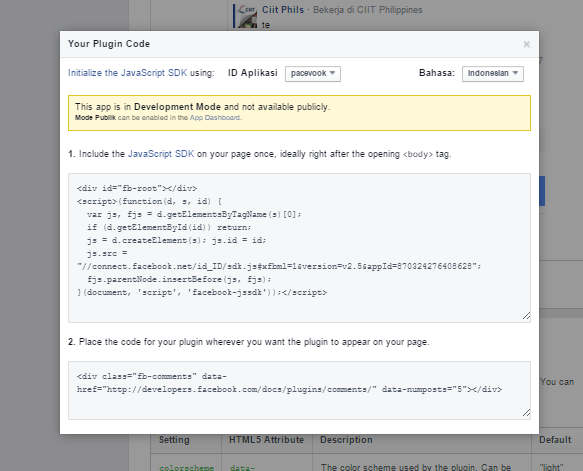 Ciit Phils · Bekerja di CIIT Philippines
te
Your Plugin Code
Initialize the JavaScript SDK using: ID Aplikasi pacevook Bahasa: Indonesian
This app is in Development Mode and not available publicly.
Mode Publik can be enabled in the App Dashboard.
1. Include the JavaScript SDK on your page once, ideally right after the opening <body> tag.
<div id="fb-root"></div>
<script>(function(d, s, id) {
var js, fjs = d.getElementsByTagName(s)[0];
if (d.getElementById(id)) return;
js = d.createElement(s); js.id = id;
js.src =
"//connect.facebook.net/id_ID/sdk.js#xfbml=1&version=v2.5&appId=870324276408628";
fjs.parentNode.insertBefore(js, fjs);
}(document, 'script', 'facebook-jssdk'));</script>
2. Place the code for your plugin wherever you want the plugin to appear on your page.
<div class="fb-comments" data-
href="http://developers.facebook.com/docs/plugins/comments/" data-numposts="5"></div>
You can
Setting HTML5 Attribute Description Default
colorscheme data- The color scheme used by the plugin. Can be "light"